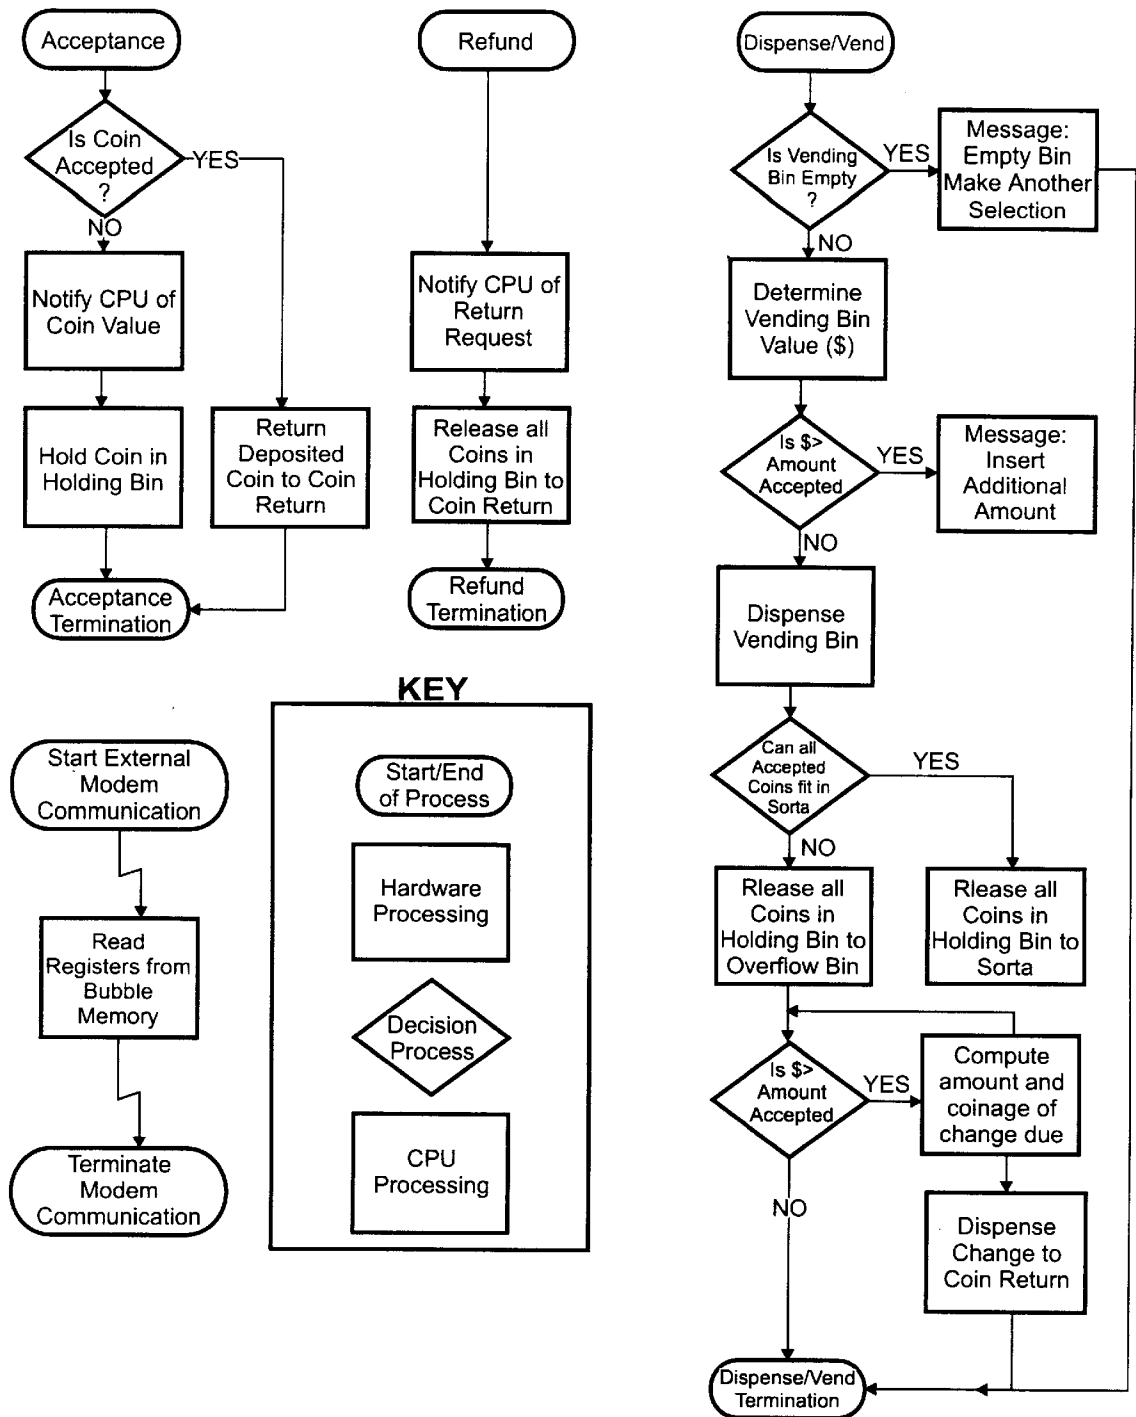 Acceptance
Is Coin
Accepted
?
YES
NO
Notify CPU of
Coin Value
Hold Coin in
Holding Bin
Return
Deposited
Coin to Coin
Return
Acceptance
Termination
Refund
Notify CPU of
Return
Request
Rlelease all
Coins in
Holding Bin to
Coin Return
Refund
Termination
Start External
Modem
Communication
Read
Registers from
Bubble
Memory
Terminate
Modem
Communication
KEY
Start/End
of Process
Hardware
Processing
Decision
Process
CPU
Processing
Dispense/Vend
Is Vending
Bin Empty
?
YES
Message:
Empty Bin
Make Another
Selection
NO
Determine
Vending Bin
Value ($)
Is $>
Amount
Accepted
YES
Message:
Insert
Additional
Amount
NO
Dispense
Vending Bin
Can all
Accepted
Coins fit in
Sorta
YES
NO
Rlease all
Coins in
Holding Bin to
Overflow Bin
Rlease all
Coins in
Holding Bin to
Sorta
Is $>
Amount
Accepted
YES
Compute
amount and
coinage of
change due
NO
Dispense
Change to
Coin Return
Dispense/Vend
Termination